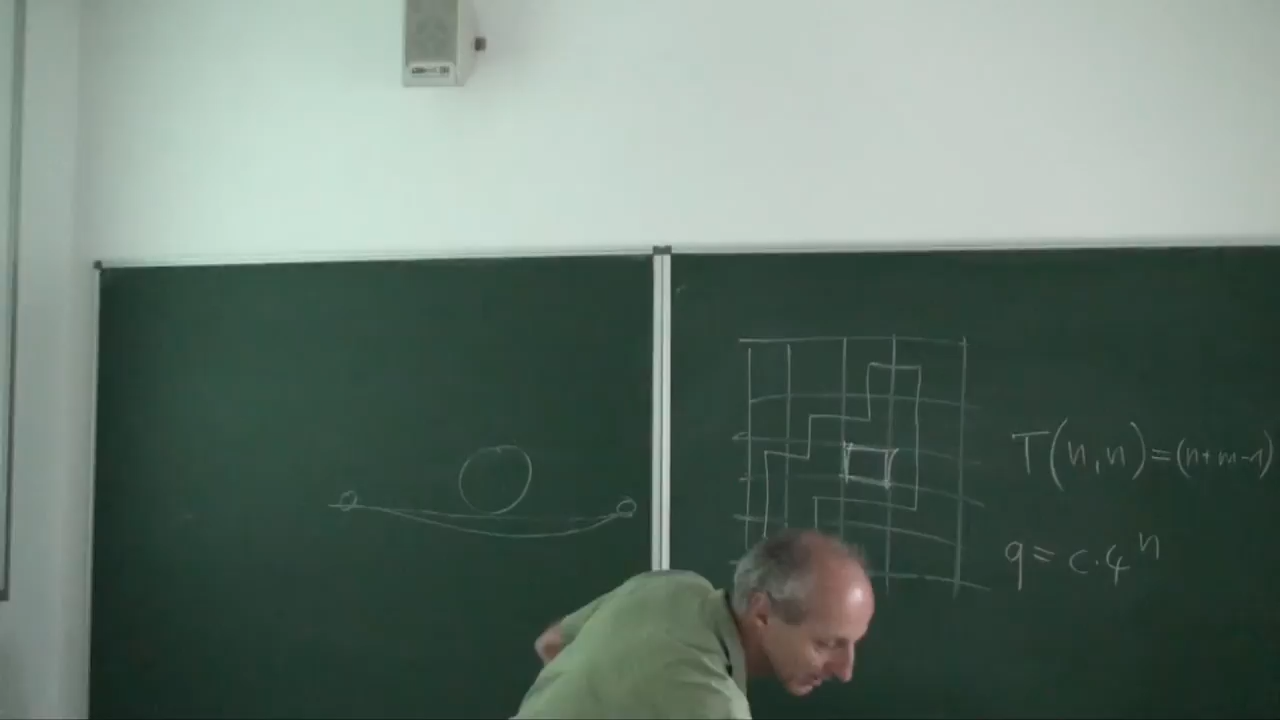 T(n,n)=(n+m-1)
q = c·4^n